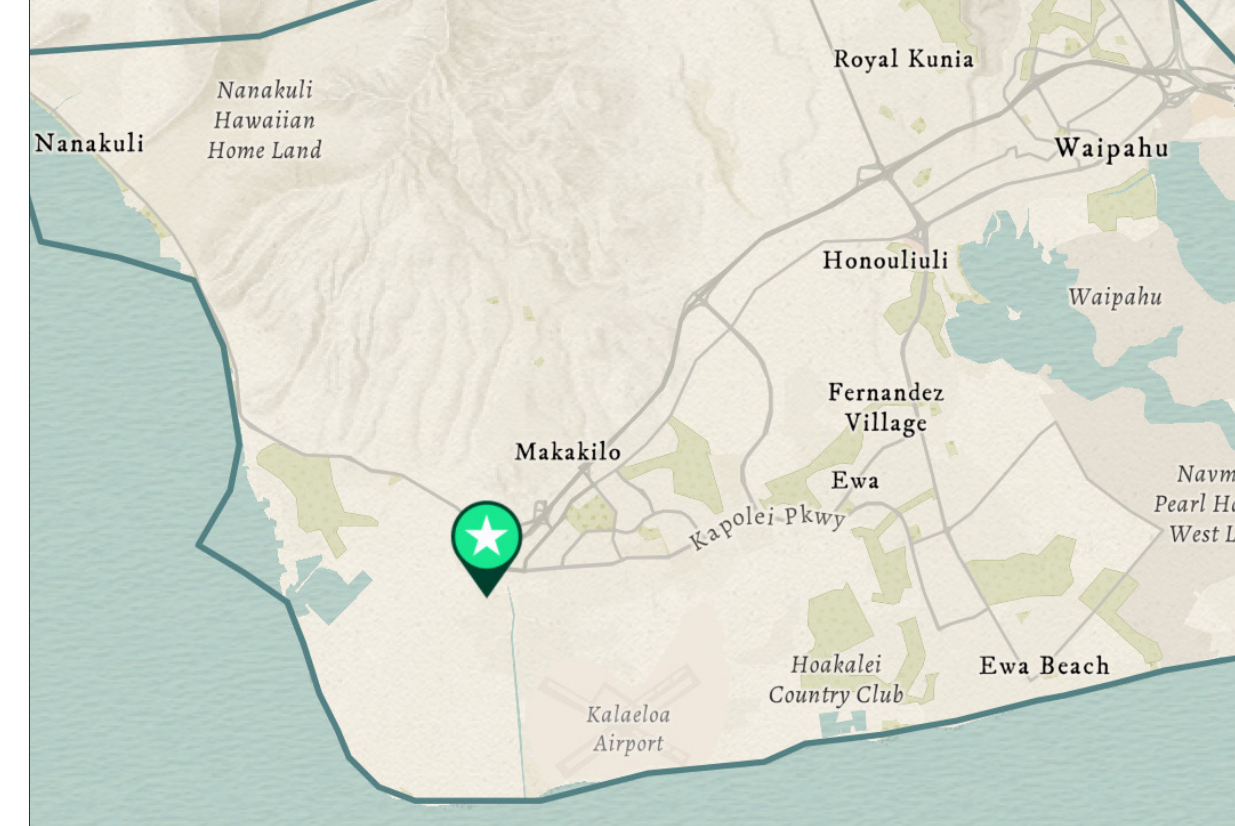 Royal Kunia
Nanakuli
Hawaiian
Home Land
Nanakuli
Waipahu
Honouliuli
Waipahu
Fernandez
Village
Makakilo
Ewa
Kapolei Pkwy
Pearl
West
Hoakalei
Country Club
Ewa Beach
Kalaeloa
Airport